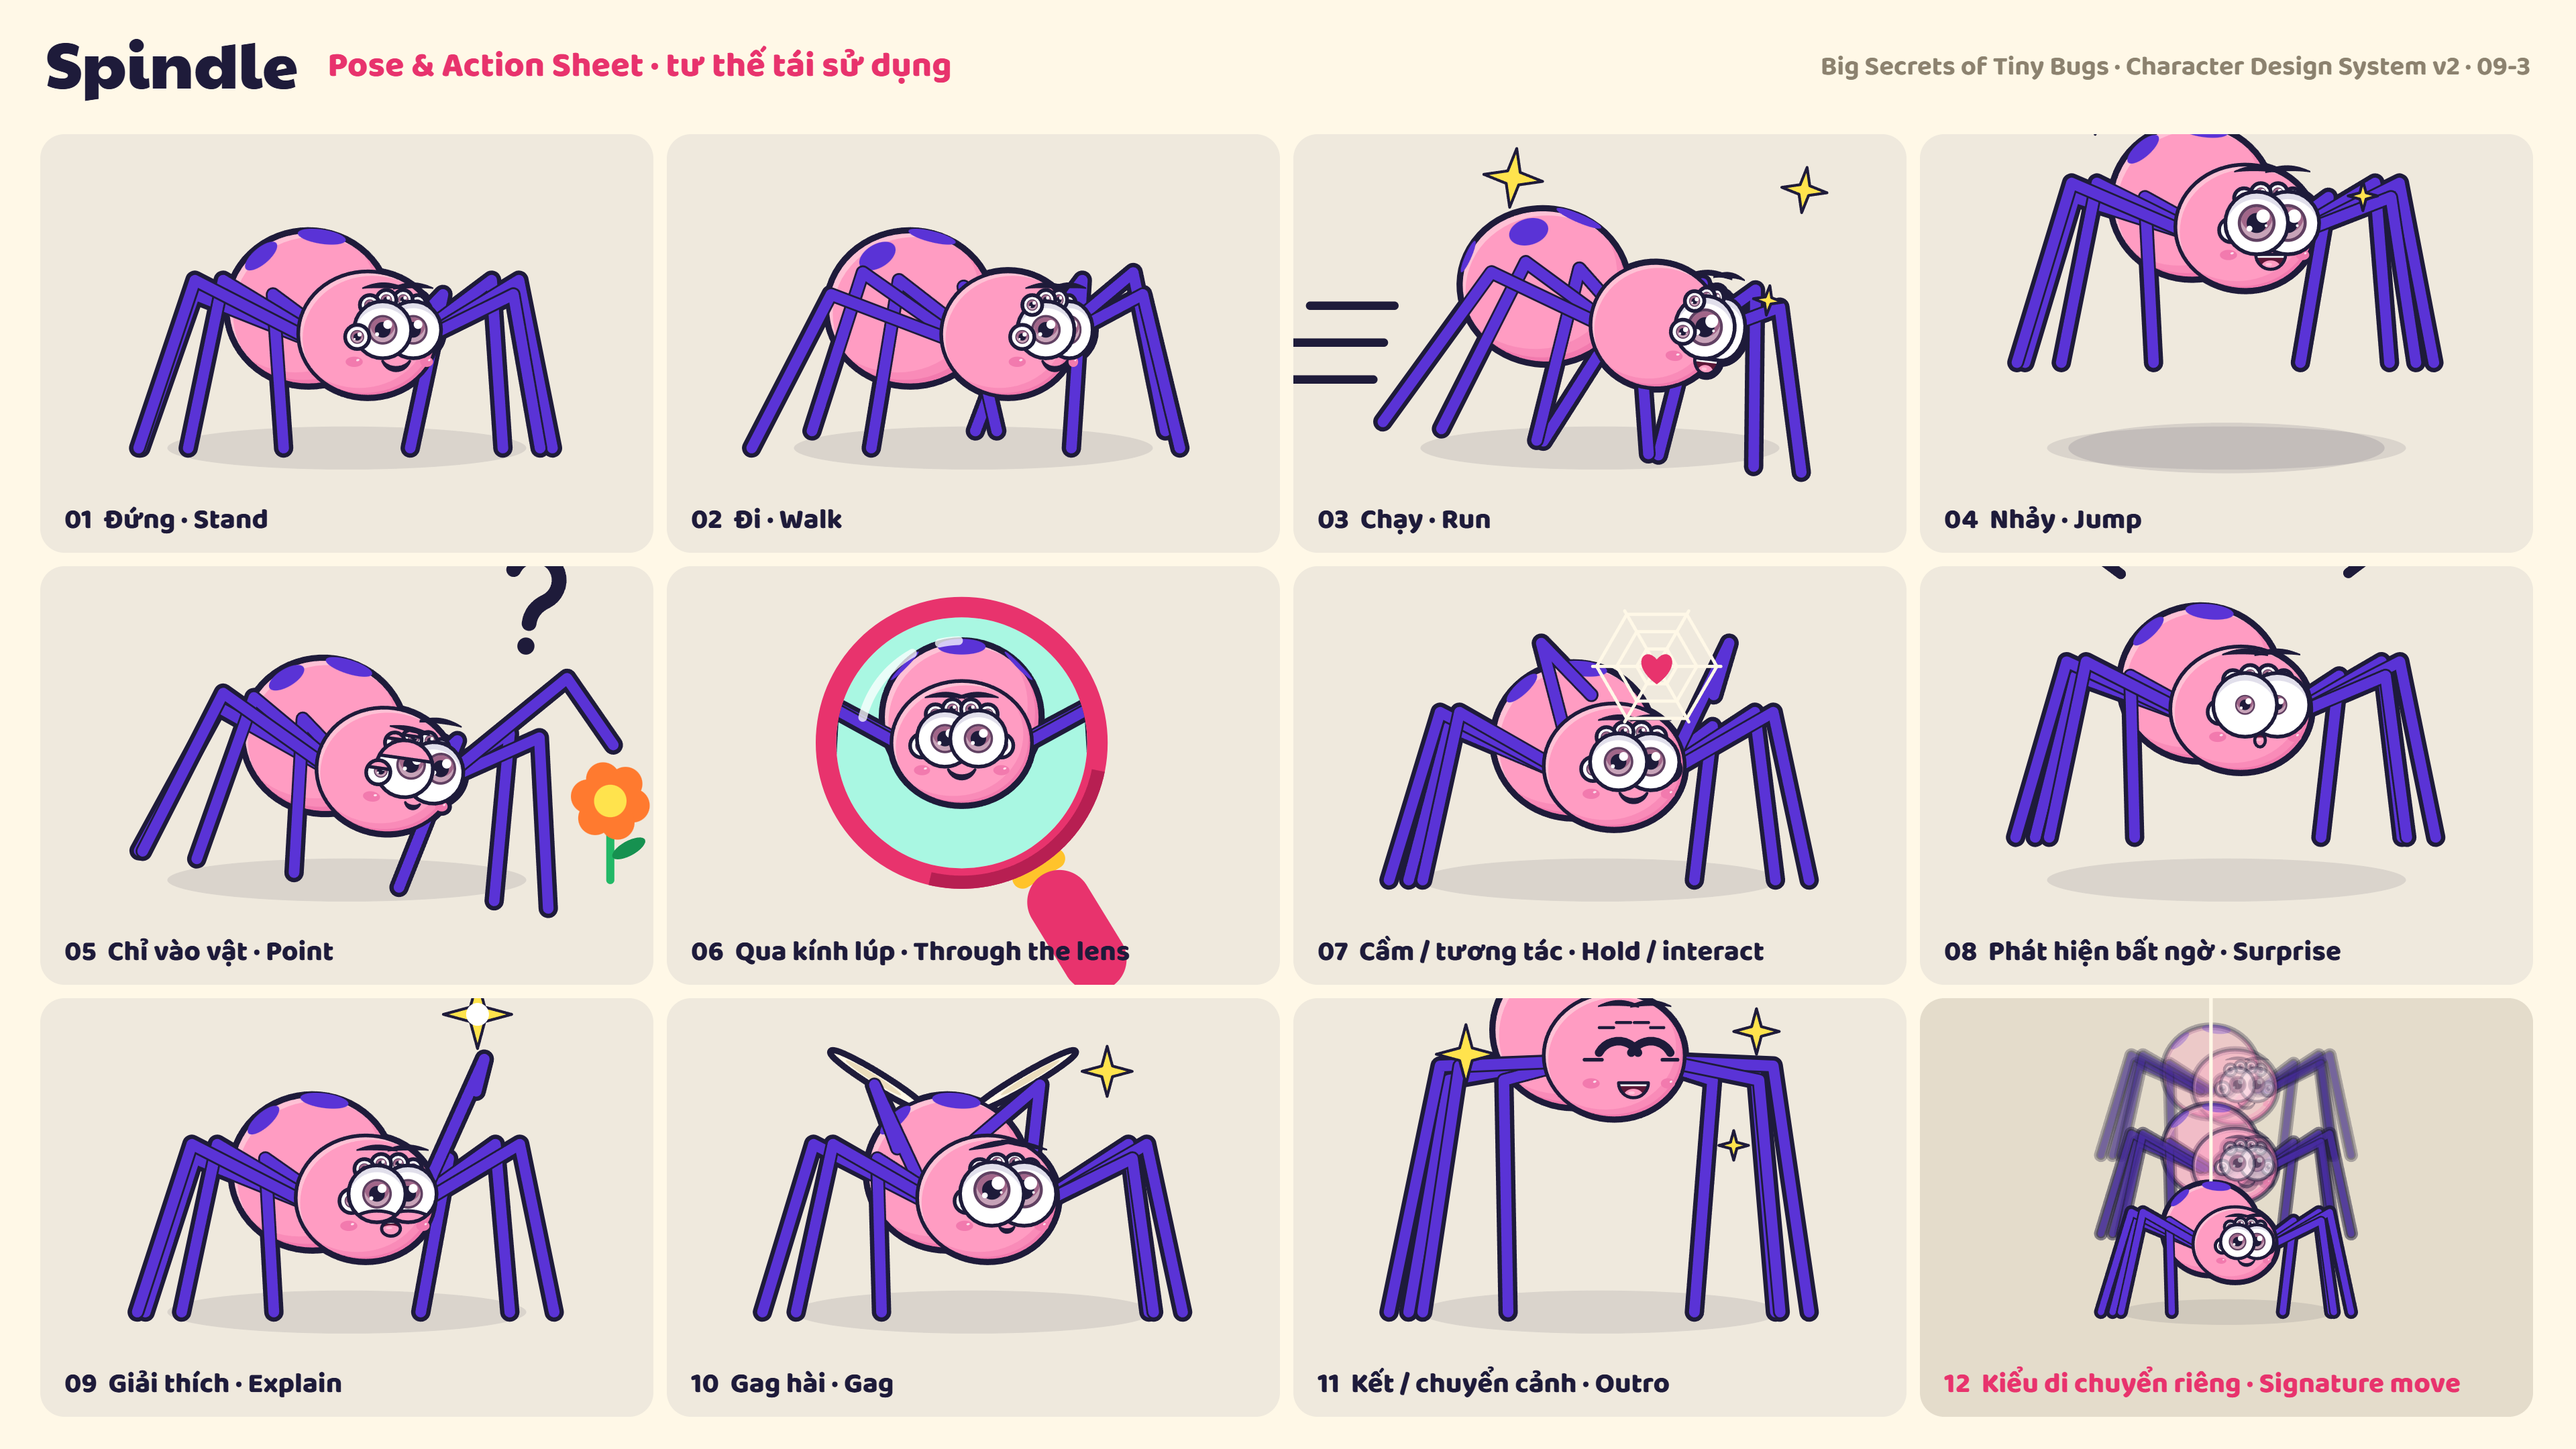 Spindle
Pose & Action Sheet · tư thế tái sử dụng
Big Secrets of Tiny Bugs · Character Design System v2 · 09-3
01 Đứng · Stand
02 Đi · Walk
03 Chạy · Run
04 Nhảy · Jump
?
05 Chỉ vào vật · Point
06 Qua kính lúp · Through the lens
07 Cầm / tương tác · Hold / interact
08 Phát hiện bất ngờ · Surprise
09 Giải thích · Explain
10 Gag hài · Gag
11 Kết / chuyển cảnh · Outro
12 Kiểu di chuyển riêng · Signature move